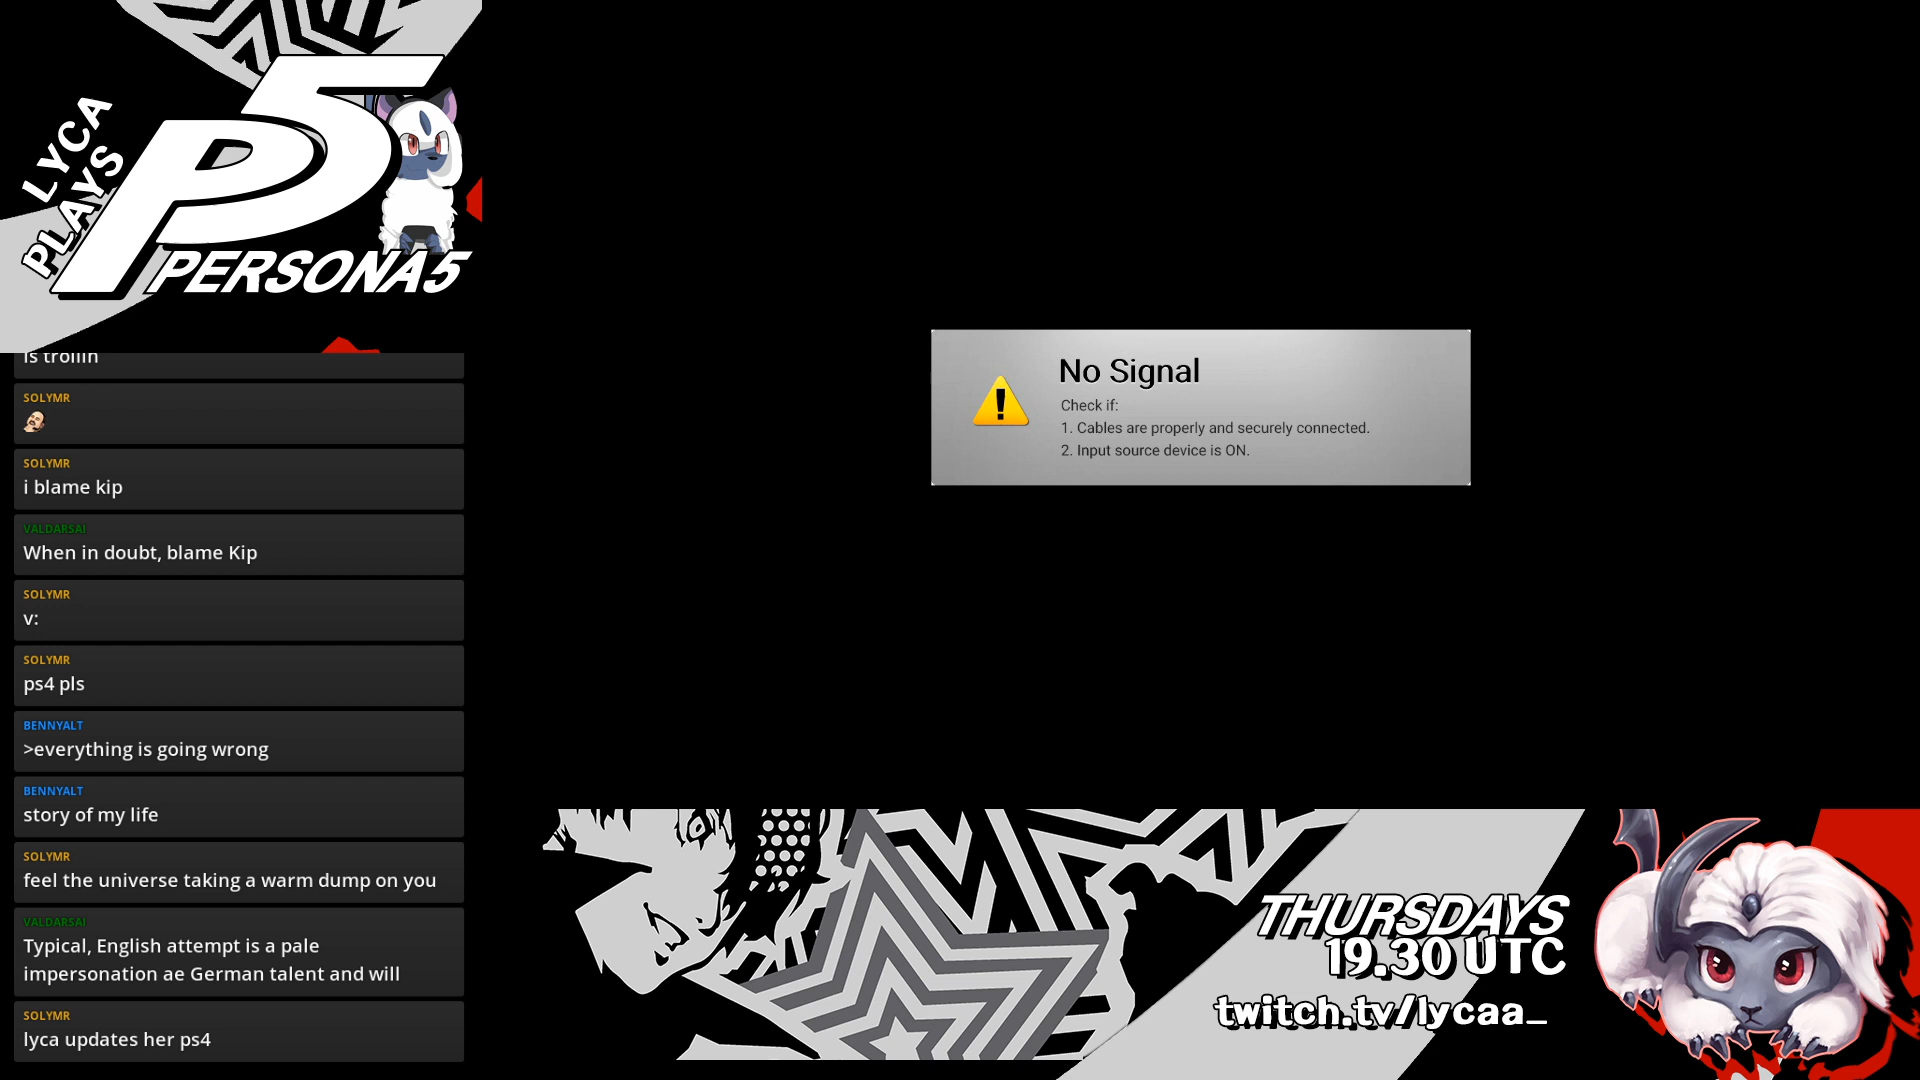 LYCA
PLAYS
P5
PERSONA5
is trollin
SOLYMR
SOLYMR
i blame kip
VALDARSAI
When in doubt, blame Kip
SOLYMR
v:
SOLYMR
ps4 pls
BENNYALT
>everything is going wrong
BENNYALT
story of my life
SOLYMR
feel the universe taking a warm dump on you
VALDARSAI
Typical, English attempt is a pale
impersonation ae German talent and will
SOLYMR
lyca updates her ps4
No Signal
Check if:
1. Cables are properly and securely connected.
2. Input source device is ON.
THURSDAYS
19.30 UTC
twitch.tv/lycaa_